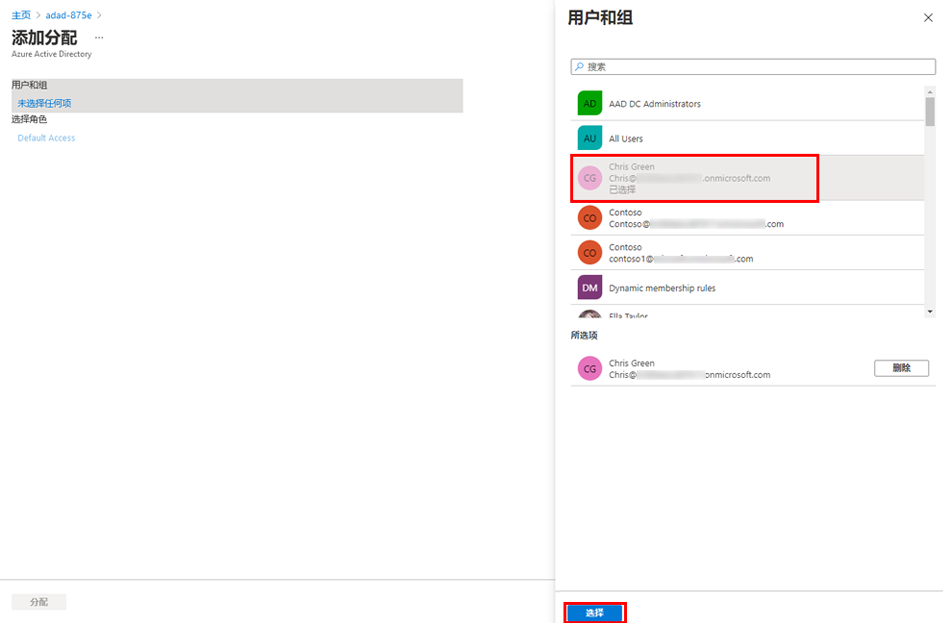 主页 > adad-875e >
添加分配 ...
Azure Active Directory
用户和组
未选择任何项
选择角色
Default Access
分配
用户和组
搜索
AD AAD DC Administrators
AU All Users
CG Chris Green
Chris@ .onmicrosoft.com
已选择
CO Contoso
Contoso@ .com
CO Contoso
contoso1@ .com
DM Dynamic membership rules
Ella Taylor
所选项
CG Chris Green
Chris@ onmicrosoft.com
删除
选择